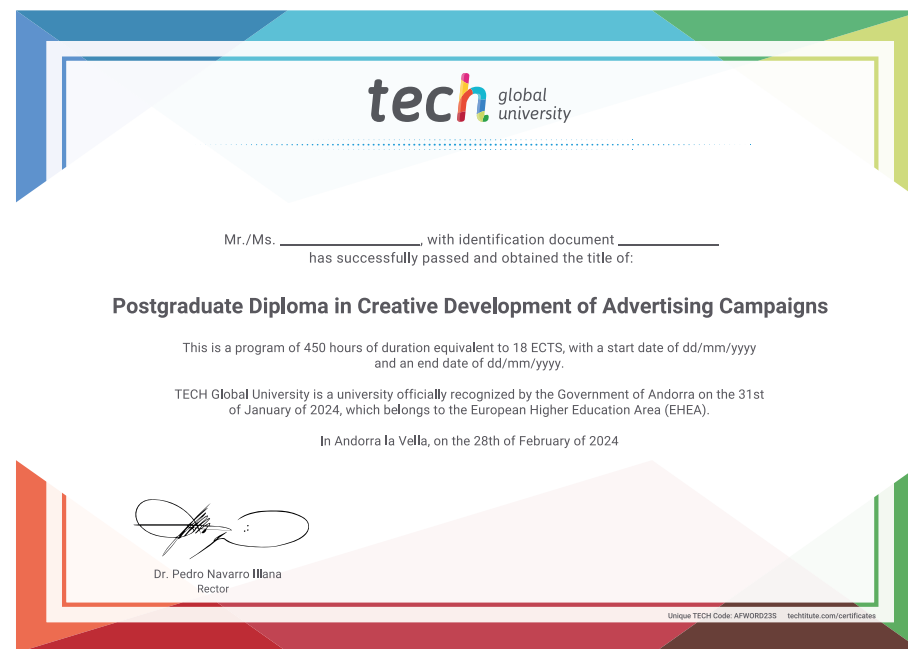 tech global university
Mr./Ms. ____________________, with identification document ______________
has successfully passed and obtained the title of:
Postgraduate Diploma in Creative Development of Advertising Campaigns
This is a program of 450 hours of duration equivalent to 18 ECTS, with a start date of dd/mm/yyyy
and an end date of dd/mm/yyyy.
TECH Global University is a university officially recognized by the Government of Andorra on the 31st
of January of 2024, which belongs to the European Higher Education Area (EHEA).
In Andorra la Vella, on the 28th of February of 2024
Dr. Pedro Navarro Illana
Rector
Unique TECH Code: AFWORD23S techtitute.com/certificates